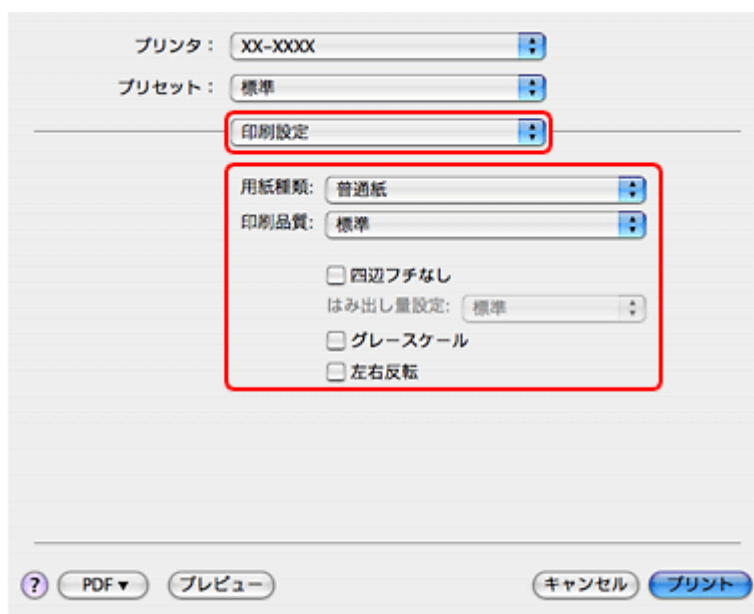 プリンタ： XX-XXXX
プリセット： 標準
印刷設定
用紙種類: 普通紙
印刷品質: 標準
四辺フチなし
はみ出し量設定: 標準
グレースケール
左右反転
? PDF▼ プレビュー キャンセル プリント